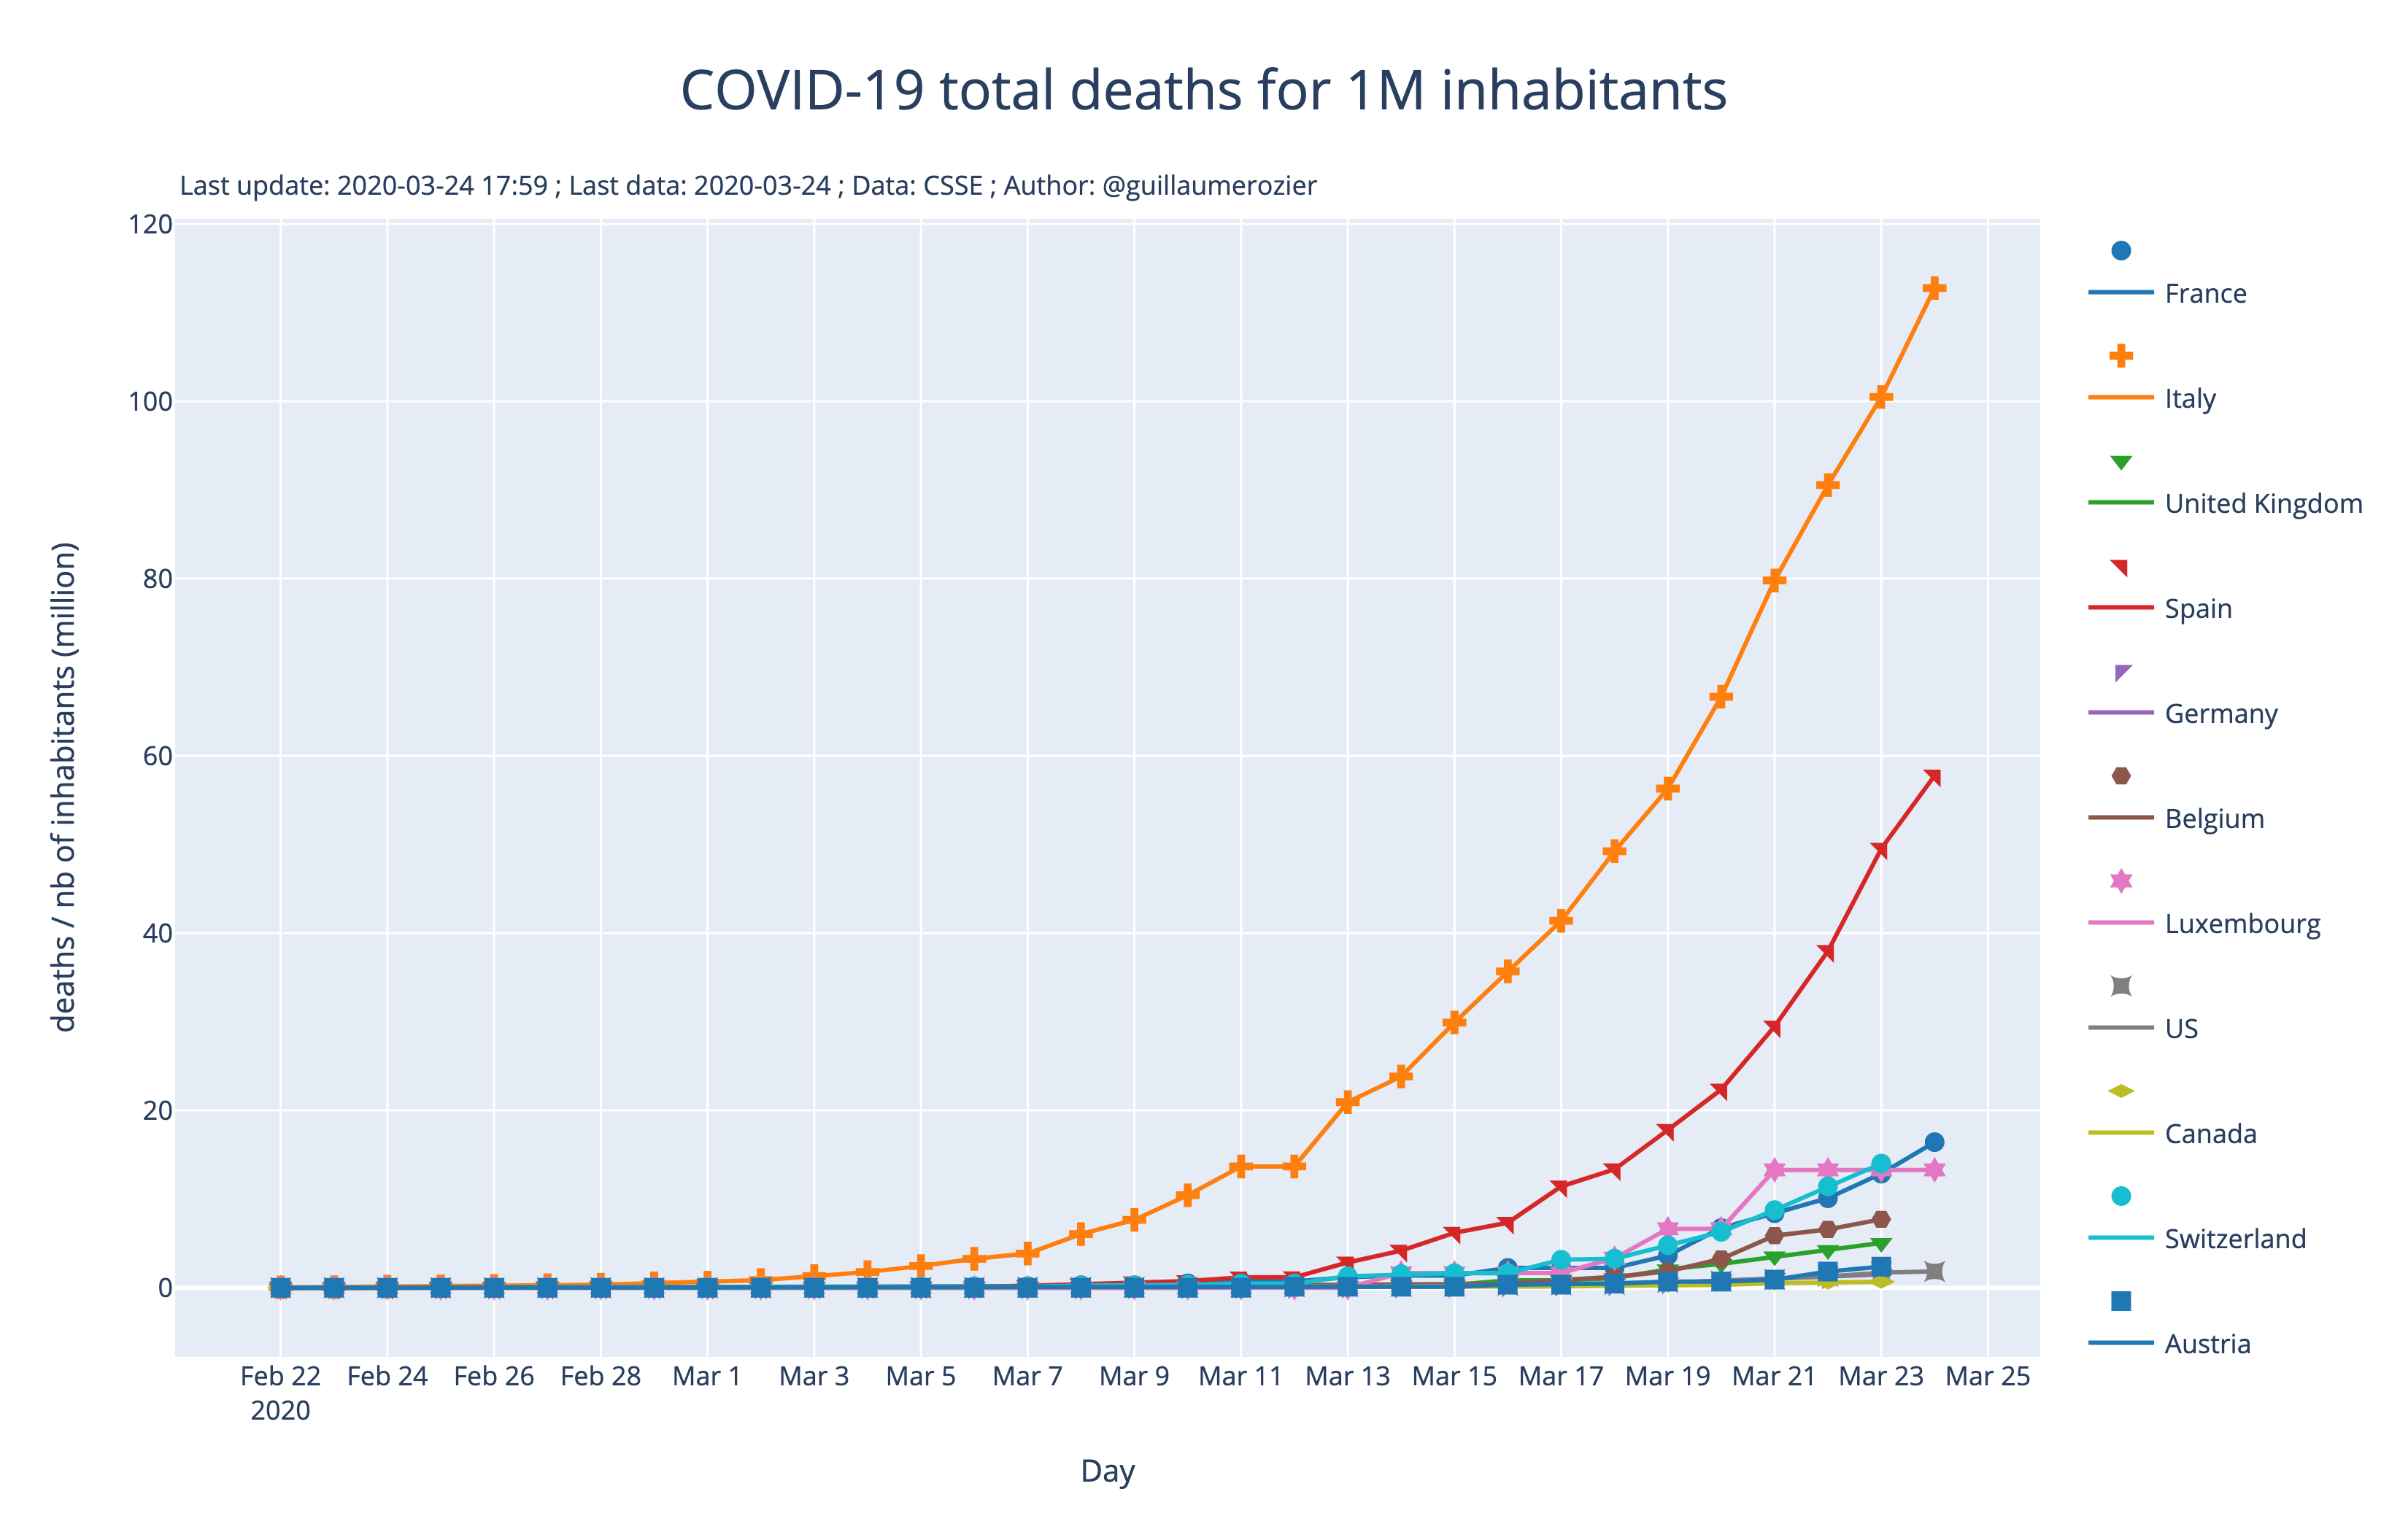 COVID-19 total deaths for 1M inhabitants
Last update: 2020-03-24 17:59 ; Last data: 2020-03-24 ; Data: CSSE ; Author: @guillaumerozier
deaths / nb of inhabitants (million)
120
100
80
60
40
20
0
Feb 22
2020
Feb 24
Feb 26
Feb 28
Mar 1
Mar 3
Mar 5
Mar 7
Mar 9
Mar 11
Mar 13
Mar 15
Mar 17
Mar 19
Mar 21
Mar 23
Mar 25
Day
France
Italy
United Kingdom
Spain
Germany
Belgium
Luxembourg
US
Canada
Switzerland
Austria